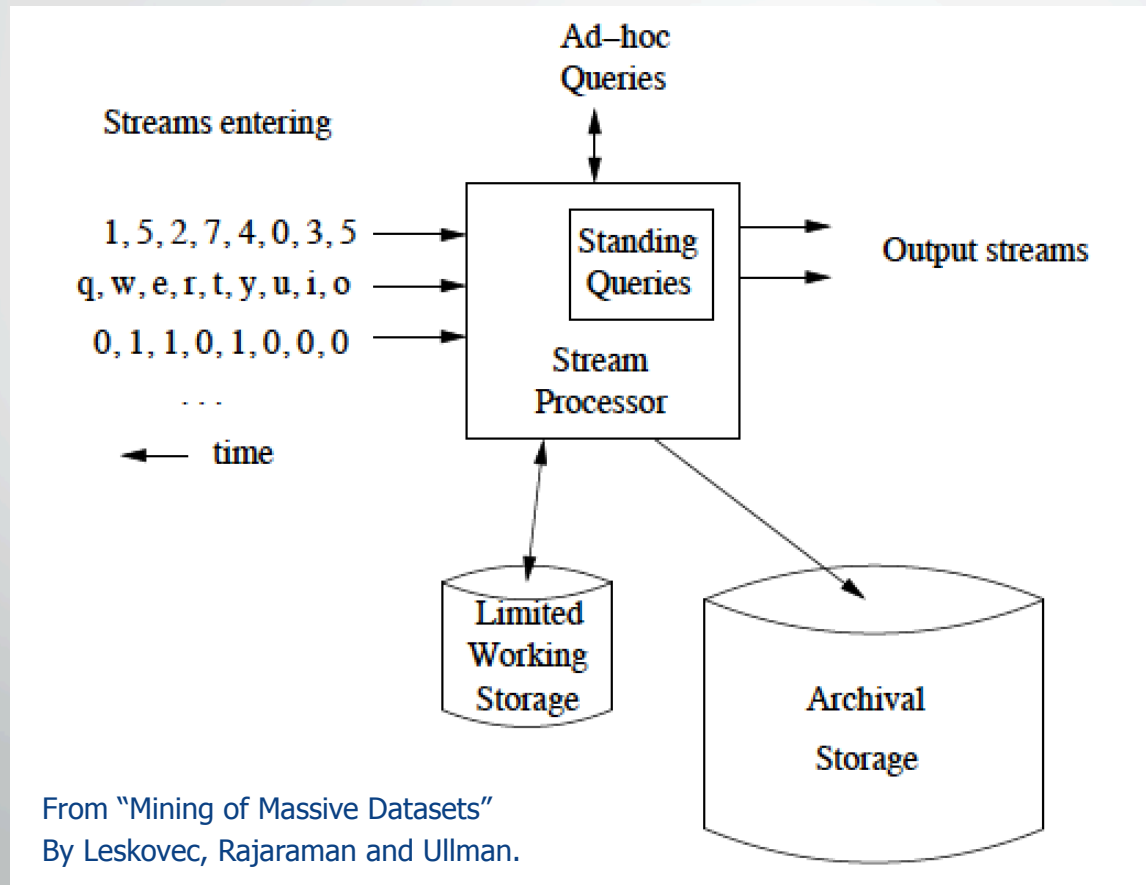 Ad–hoc
Queries
Streams entering
1, 5, 2, 7, 4, 0, 3, 5
q, w, e, r, t, y, u, i, o
0, 1, 1, 0, 1, 0, 0, 0
. . .
time
Standing
Queries
Stream
Processor
Output streams
Limited
Working
Storage
Archival
Storage
From “Mining of Massive Datasets”
By Leskovec, Rajaraman and Ullman.